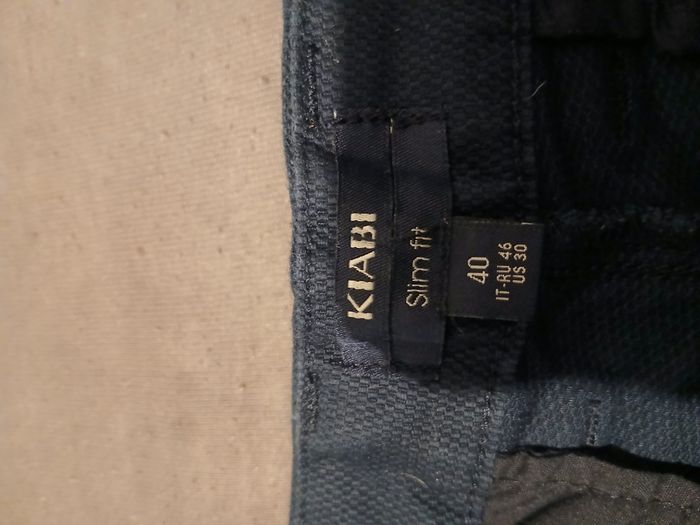 KIABI
Slim fit
40
IT-RU 46
US 30